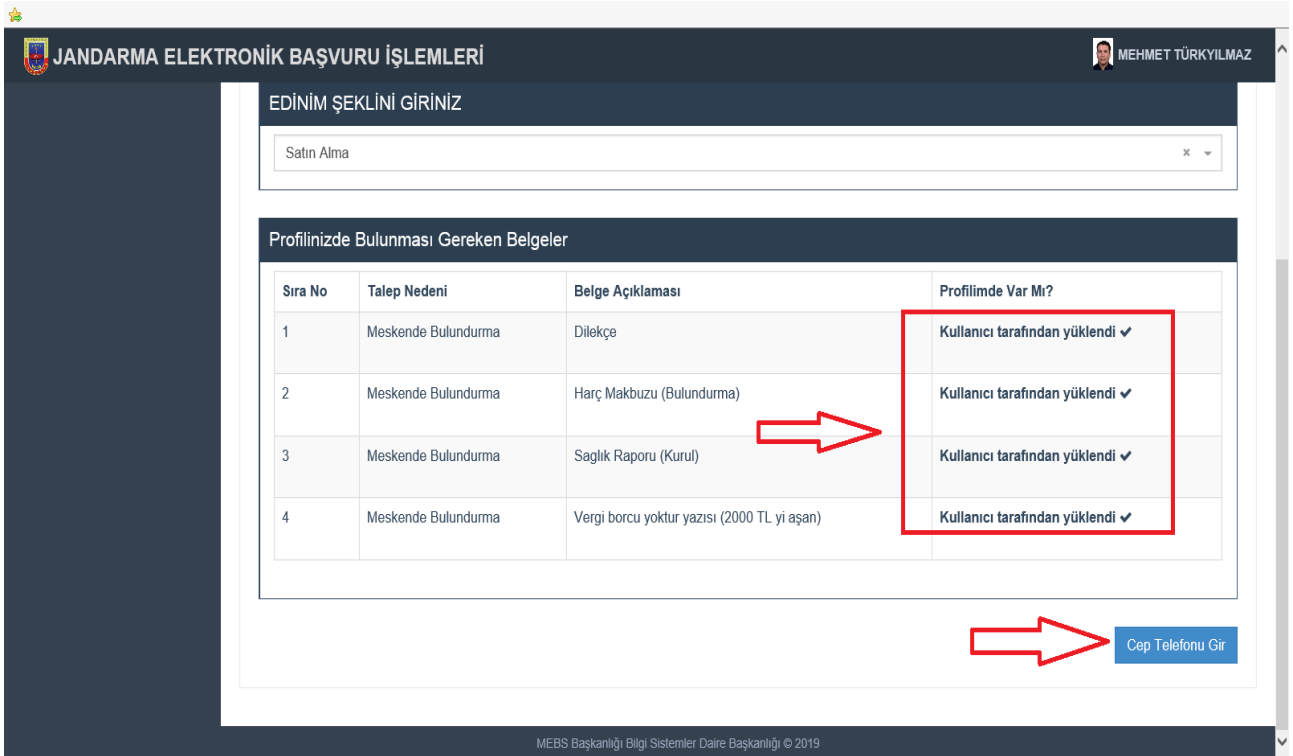 JANDARMA ELEKTRONİK BAŞVURU İŞLEMLERİ
MEHMET TÜRKYILMAZ
EDİNİM ŞEKLİNİ GİRİNİZ
Satın Alma
Profilinizde Bulunması Gereken Belgeler
Sıra No Talep Nedeni Belge Açıklaması Profilimde Var Mı?
1 Meskende Bulundurma Dilekçe Kullanıcı tarafından yüklendi ✔
2 Meskende Bulundurma Harç Makbuzu (Bulundurma) Kullanıcı tarafından yüklendi ✔
3 Meskende Bulundurma Saglık Raporu (Kurul) Kullanıcı tarafından yüklendi ✔
4 Meskende Bulundurma Vergi borcu yoktur yazısı (2000 TL yi aşan) Kullanıcı tarafından yüklendi ✔
Cep Telefonu Gir
MEBS Başkanlığı Bilgi Sistemler Daire Başkanlığı © 2019